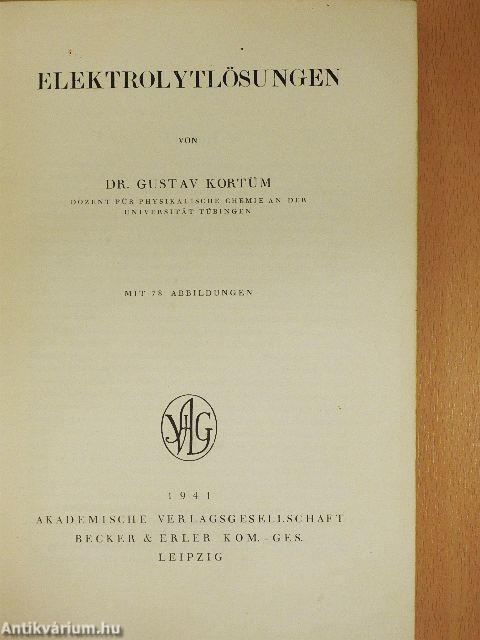 ELEKTROLYTLÖSUNGEN
VON
DR. GUSTAV KORTÜM
DOZENT FÜR PHYSIKALISCHE CHEMIE AN DER
UNIVERSITÄT TÜBINGEN
MIT 78 ABBILDUNGEN
VAG
1941
AKADEMISCHE VERLAGSGESELLSCHAFT
BECKER & ERLER KOM.-GES.
LEIPZIG
Antikvárium.hu